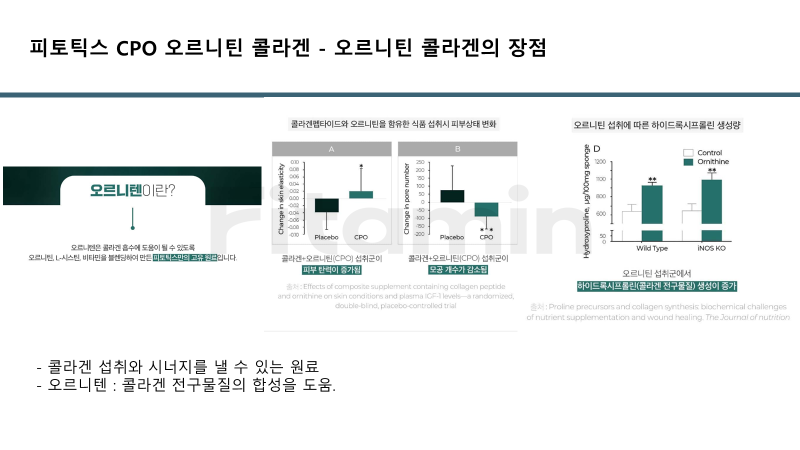 피토틱스 CPO 오르니틴 콜라겐 - 오르니틴 콜라겐의 장점
오르니텐이란?
오르니텐은 콜라겐 흡수에 도움이 될 수 있도록
오르니틴, L-시스틴, 비타민을 블렌딩하여 만든 피토틱스만의 고유 원료입니다.
콜라겐펩타이드와 오르니틴을 함유한 식품 섭취시 피부상태 변화
A
Change in skin elasticity
0.10
0.08
0.06
0.04
0.02
0.00
-0.02
-0.04
-0.06
-0.08
-0.10
*
Placebo
CPO
B
Change in pore number
250
200
150
100
50
0
-50
-100
-150
-200
Placebo
CPO
콜라겐+오르니틴(CPO) 섭취군이
피부 탄력이 증가됨
콜라겐+오르니틴(CPO) 섭취군이
모공 개수가 감소됨
출처 : Effects of composite supplement containing collagen peptide
and ornithine on skin conditions and plasma IGF-1 levels—a randomized,
double-blind, placebo-controlled trial
오르니틴 섭취에 따른 하이드록시프롤린 생성량
D
Hydroxyproline, µg/100mg sponge
Control
Ornithine
1200
1000
800
600
50
0
**
**
Wild Type
iNOS KO
오르니틴 섭취군에서
하이드록시프롤린(콜라겐 전구물질) 생성이 증가
출처 : Proline precursors and collagen synthesis biochemical challenges
of nutrient supplementation and wound healing. The Journal of nutrition
ritamin
- 콜라겐 섭취와 시너지를 낼 수 있는 원료
- 오르니텐 : 콜라겐 전구물질의 합성을 도움.